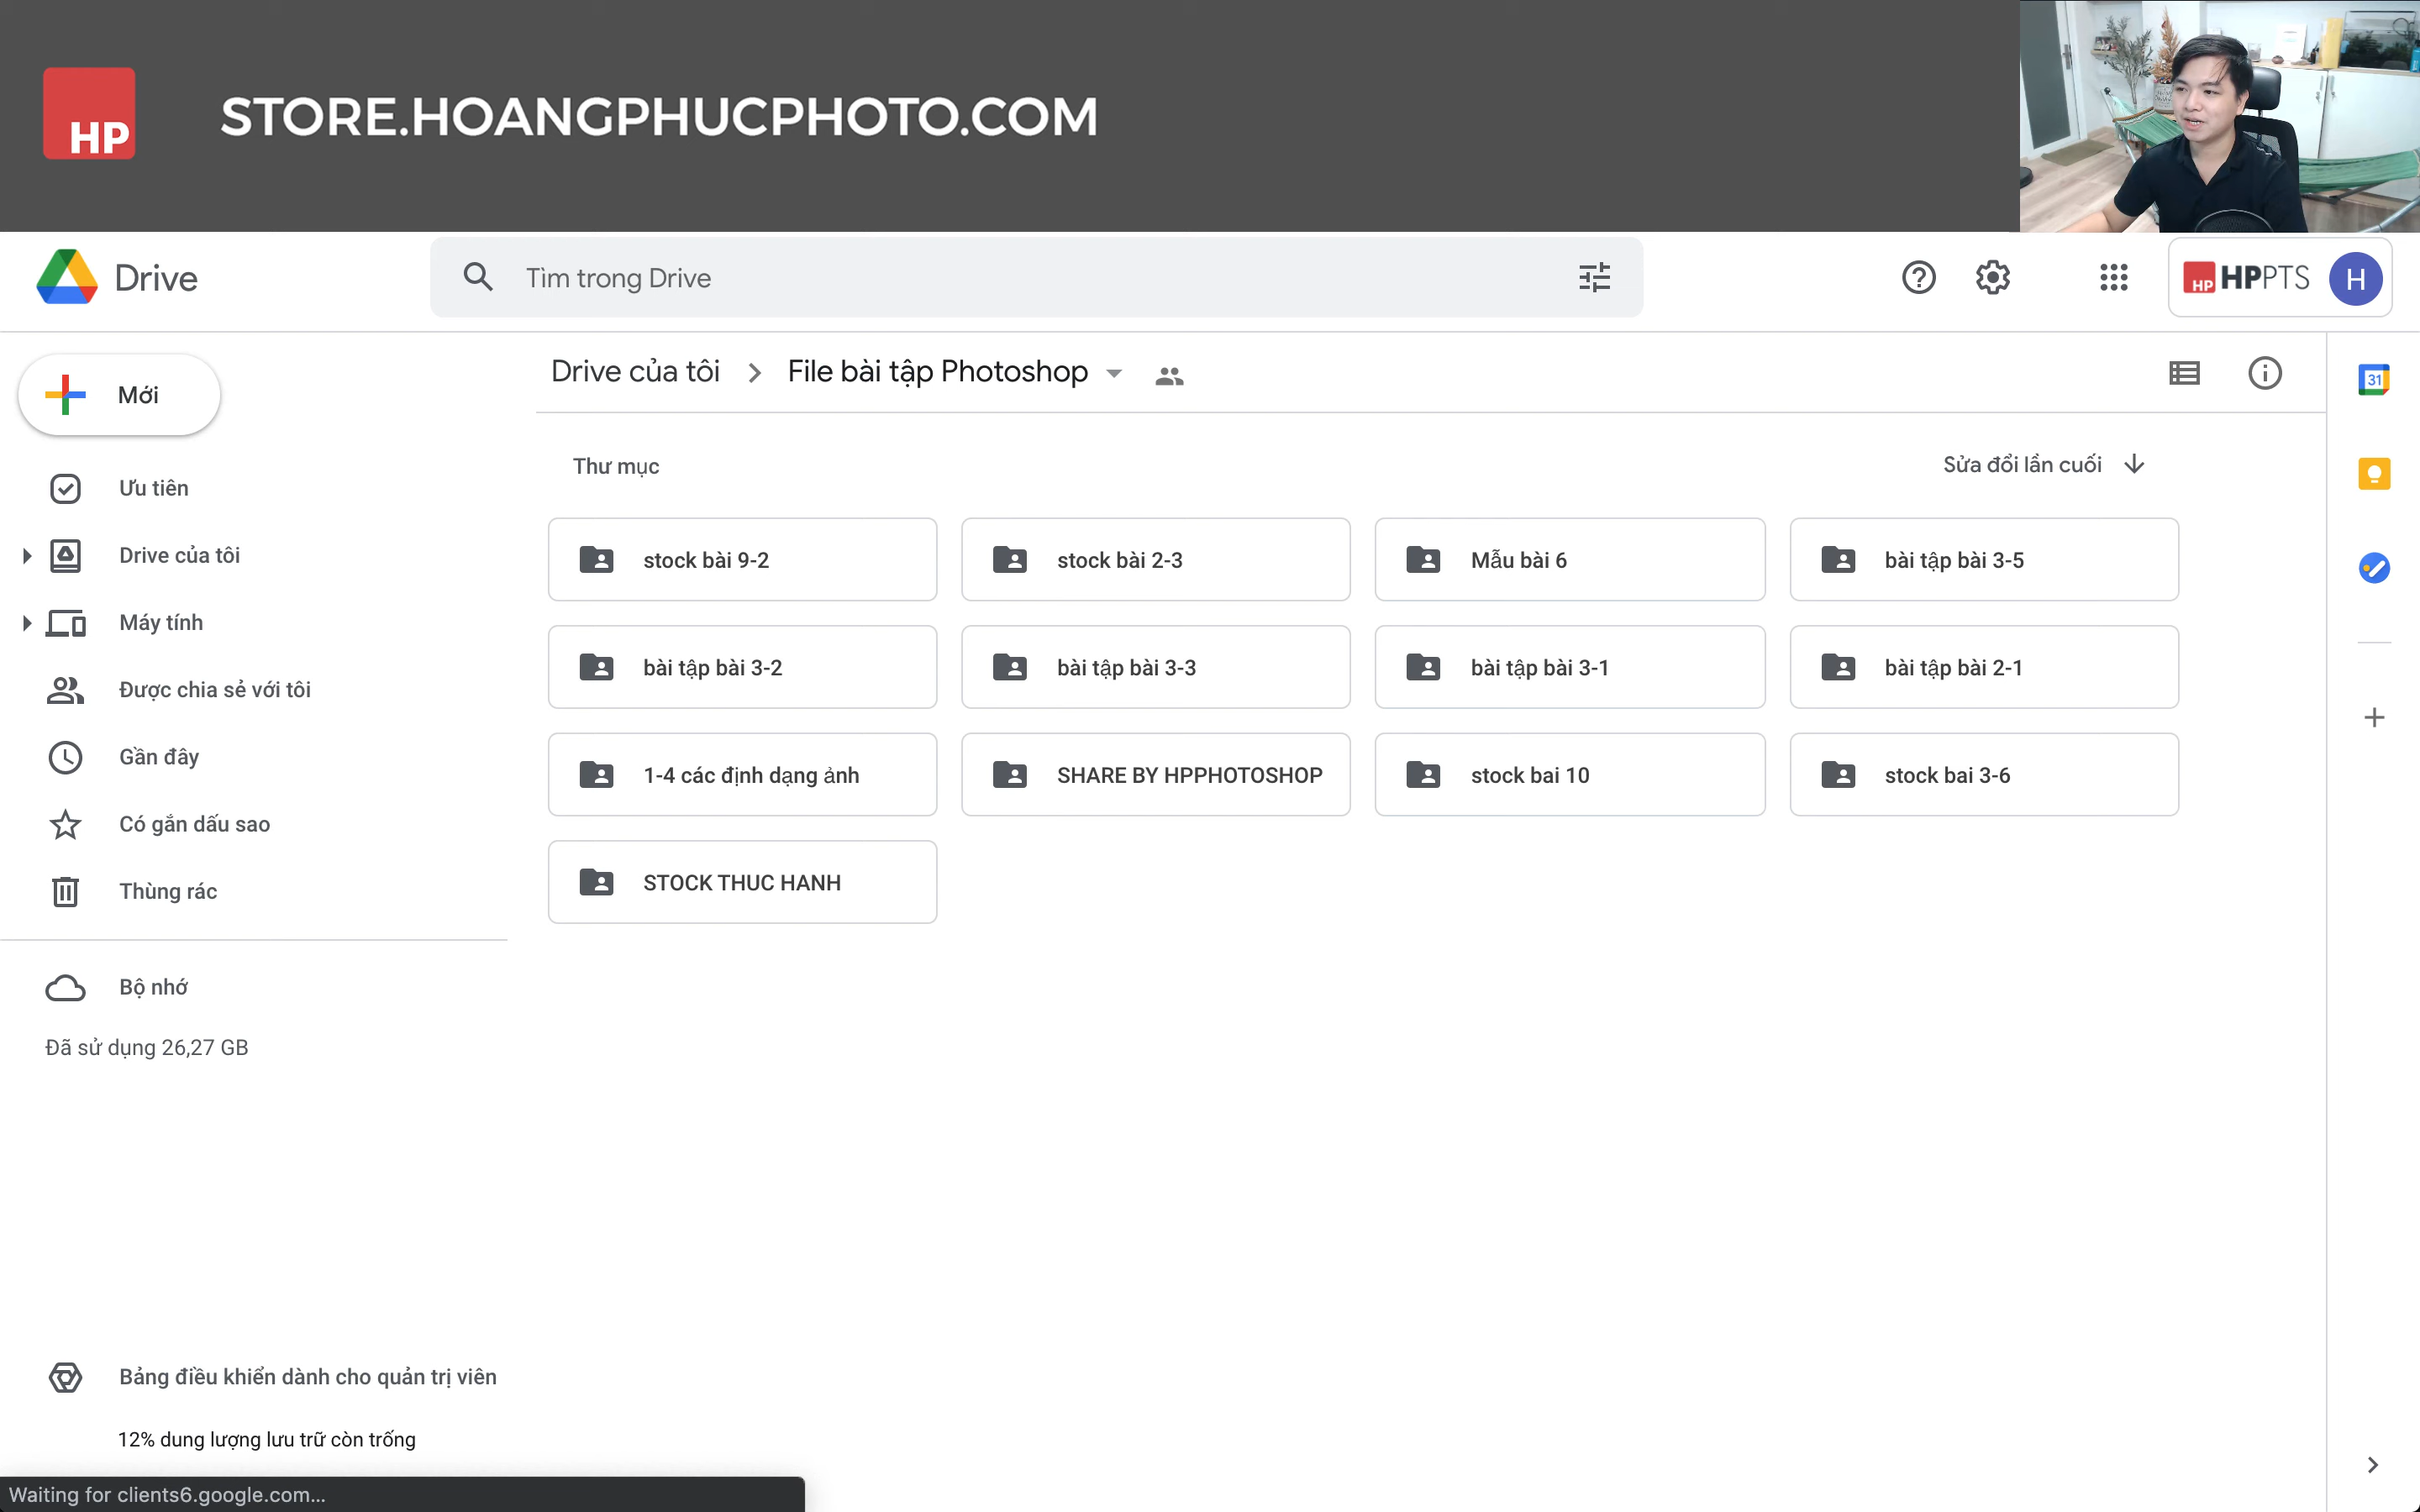 HP
STORE.HOANGPHUCPHOTO.COM
Drive
Tìm trong Drive
HP HPPTS H
Mới
Drive của tôi
File bài tập Photoshop
31
Thư mục
Sửa đổi lần cuối
Ưu tiên
Drive của tôi
Máy tính
Được chia sẻ với tôi
Gần đây
Có gắn dấu sao
Thùng rác
Bộ nhớ
Đã sử dụng 26,27 GB
stock bài 9-2
stock bài 2-3
Mẫu bài 6
bài tập bài 3-5
bài tập bài 3-2
bài tập bài 3-3
bài tập bài 3-1
bài tập bài 2-1
1-4 các định dạng ảnh
SHARE BY HPPHOTOSHOP
stock bai 10
stock bai 3-6
STOCK THUC HANH
Bảng điều khiển dành cho quản trị viên
12% dung lượng lưu trữ còn trống
Waiting for clients6.google.com...